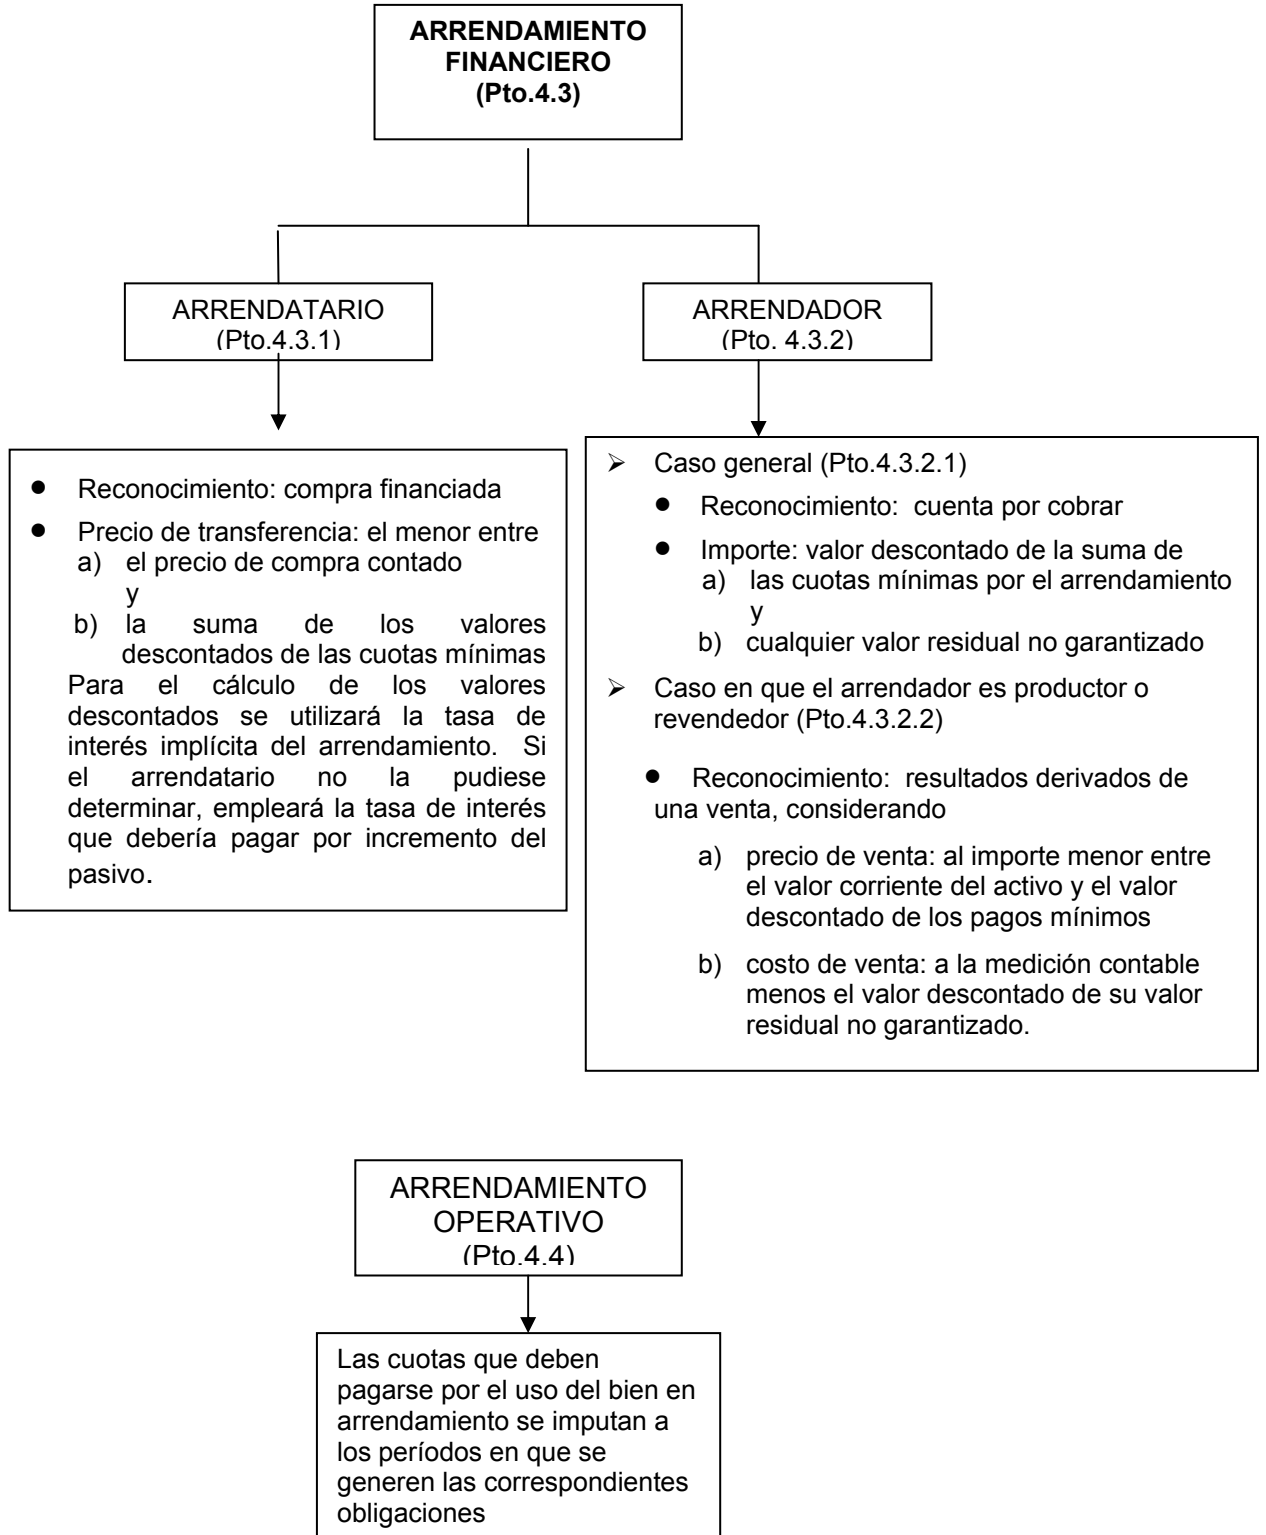 ARRENDAMIENTO
FINANCIERO
(Pto.4.3)
ARRENDATARIO
(Pto.4.3.1)
ARRENDADOR
(Pto. 4.3.2)
● Reconocimiento: compra financiada
● Precio de transferencia: el menor entre
a) el precio de compra contado
y
b) la suma de los valores
descontados de las cuotas mínimas
Para el cálculo de los valores
descontados se utilizará la tasa de
interés implícita del arrendamiento. Si
el arrendatario no la pudiese
determinar, empleará la tasa de interés
que debería pagar por incremento del
pasivo.
➢ Caso general (Pto.4.3.2.1)
● Reconocimiento: cuenta por cobrar
● Importe: valor descontado de la suma de
a) las cuotas mínimas por el arrendamiento
y
b) cualquier valor residual no garantizado
➢ Caso en que el arrendador es productor o
revendedor (Pto.4.3.2.2)
● Reconocimiento: resultados derivados de
una venta, considerando
a) precio de venta: al importe menor entre
el valor corriente del activo y el valor
descontado de los pagos mínimos
b) costo de venta: a la medición contable
menos el valor descontado de su valor
residual no garantizado.
ARRENDAMIENTO
OPERATIVO
(Pto.4.4)
Las cuotas que deben
pagarse por el uso del bien en
arrendamiento se imputan a
los períodos en que se
generen las correspondientes
obligaciones